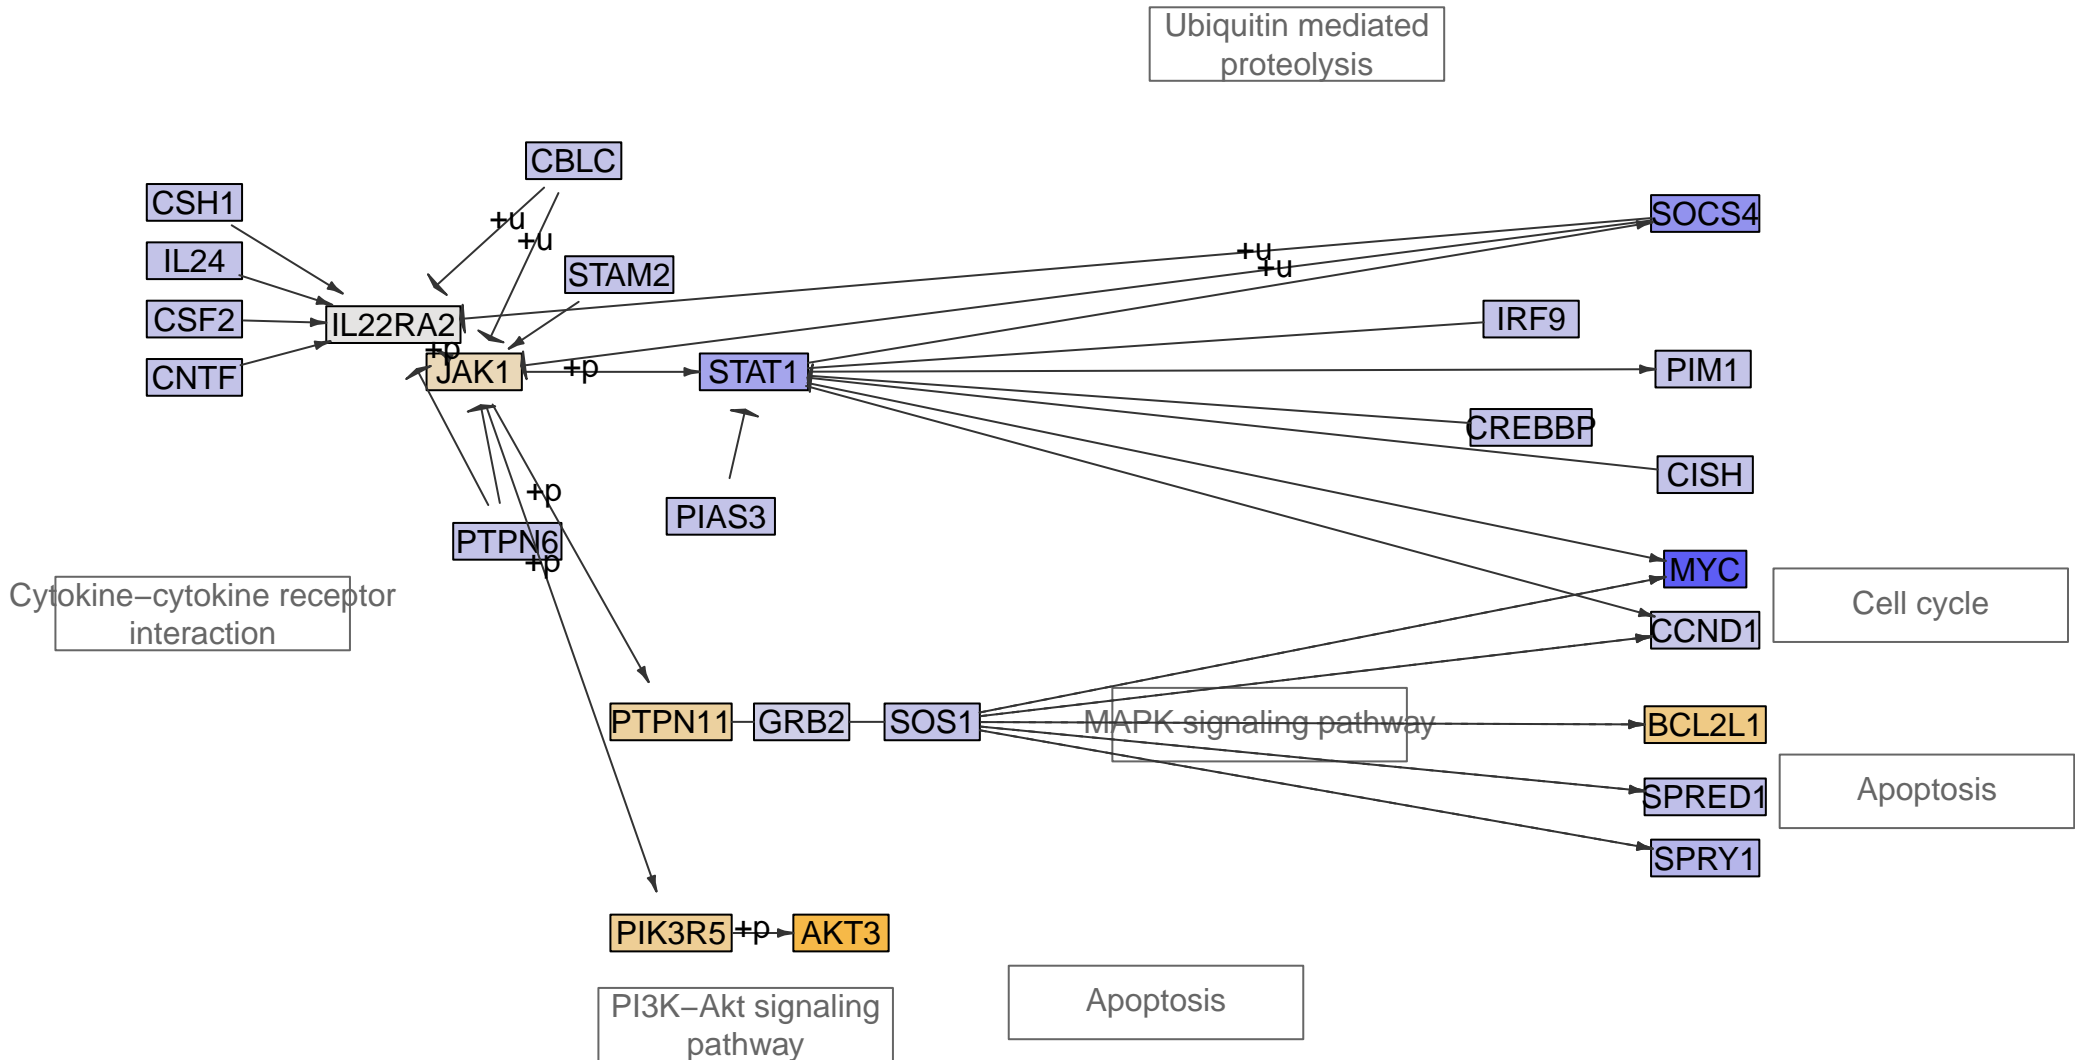 Ubiquitin mediated
proteolysis
CBLC
CSH1
SOCS4
+u
+u
+u
+u
IL24
STAM2
CSF2
IL22RA2
IRF9
+p
CNTF
JAK1
+p
STAT1
PIM1
CREBBP
CISH
+p
PIAS3
PTPN6
+p
MYC
Cytokine−cytokine receptor
interaction
Cell cycle
CCND1
PTPN11
GRB2
SOS1
MAPK signaling pathway
BCL2L1
SPRED1
Apoptosis
SPRY1
PIK3R5
+p
AKT3
PI3K−Akt signaling
pathway
Apoptosis